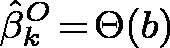 $\hat{\beta}_k^O = \Theta(b)$